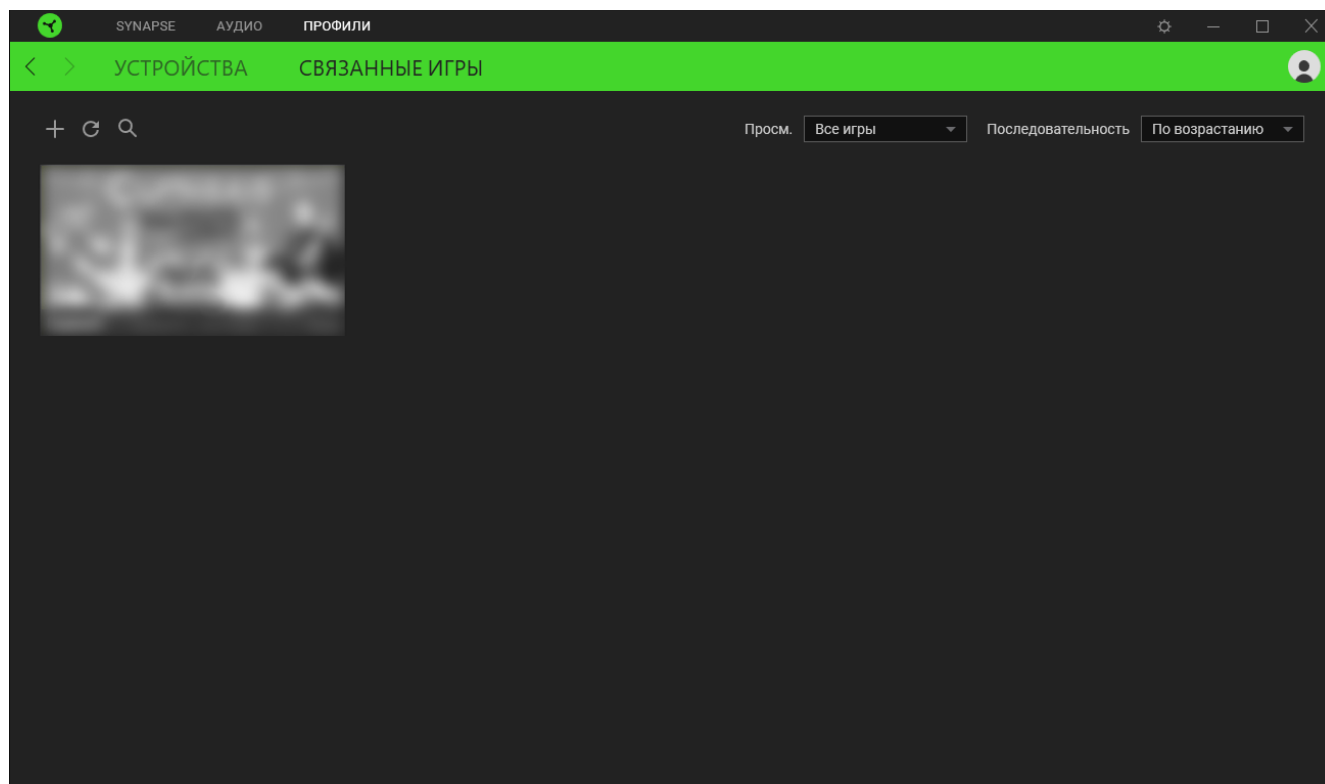 SYNAPSE АУДИО ПРОФИЛИ
УСТРОЙСТВА СВЯЗАННЫЕ ИГРЫ
Просм. Все игры Последовательность По возрастанию